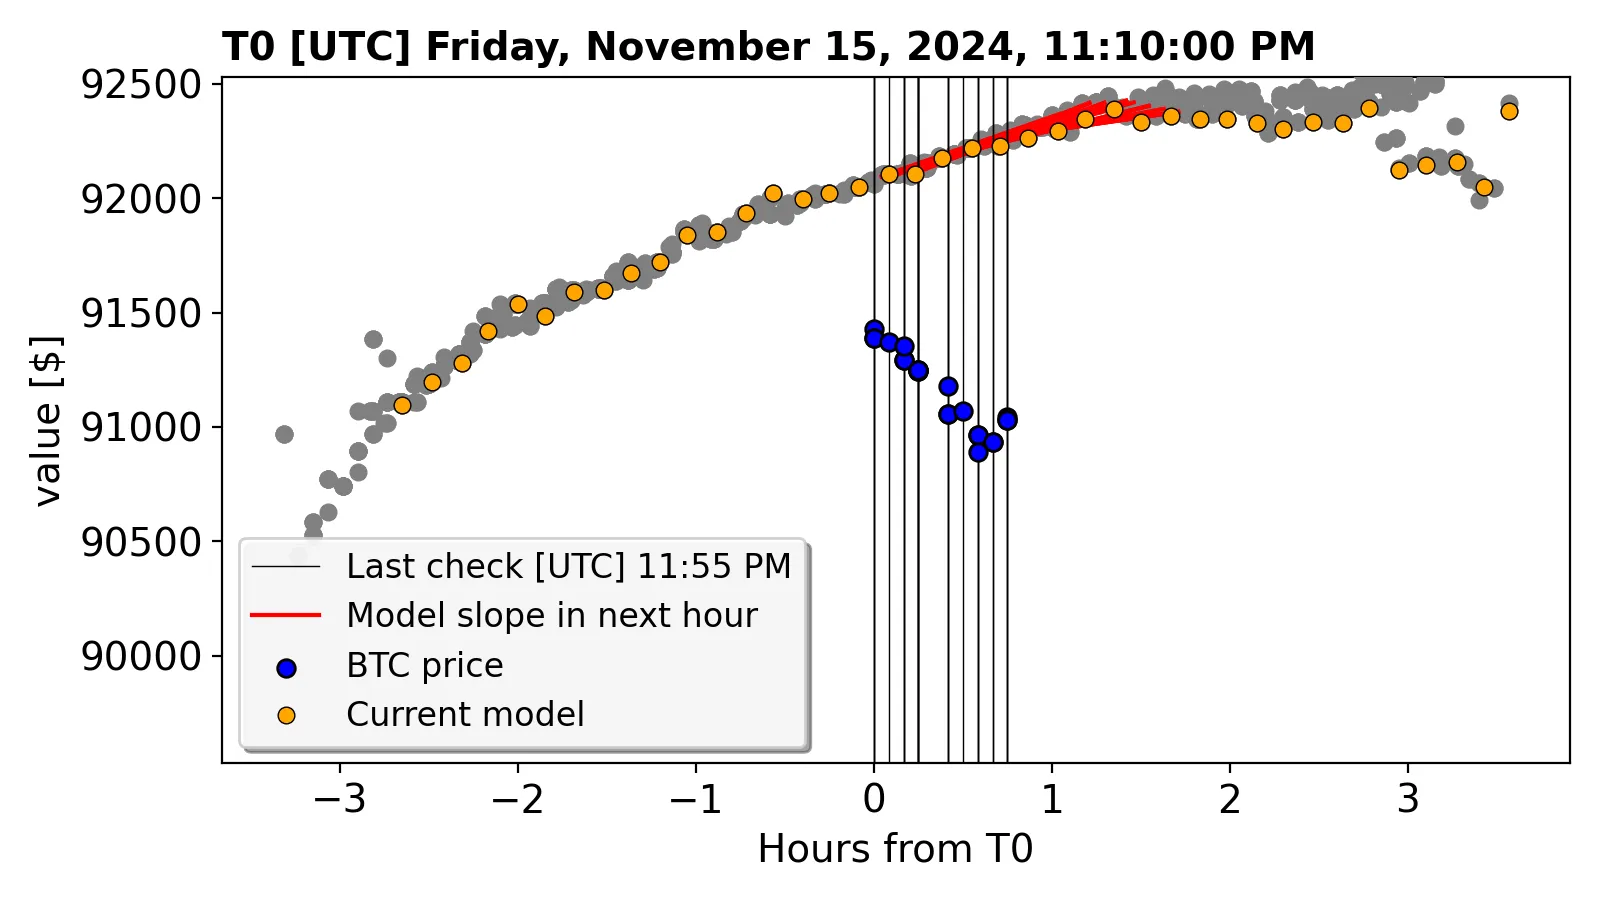 T0 [UTC] Friday, November 15, 2024, 11:10:00 PM
92500
92000
91500
91000
90500
90000
value [$]
Last check [UTC] 11:55 PM
Model slope in next hour
BTC price
Current model
−3 −2 −1 0 1 2 3
Hours from T0